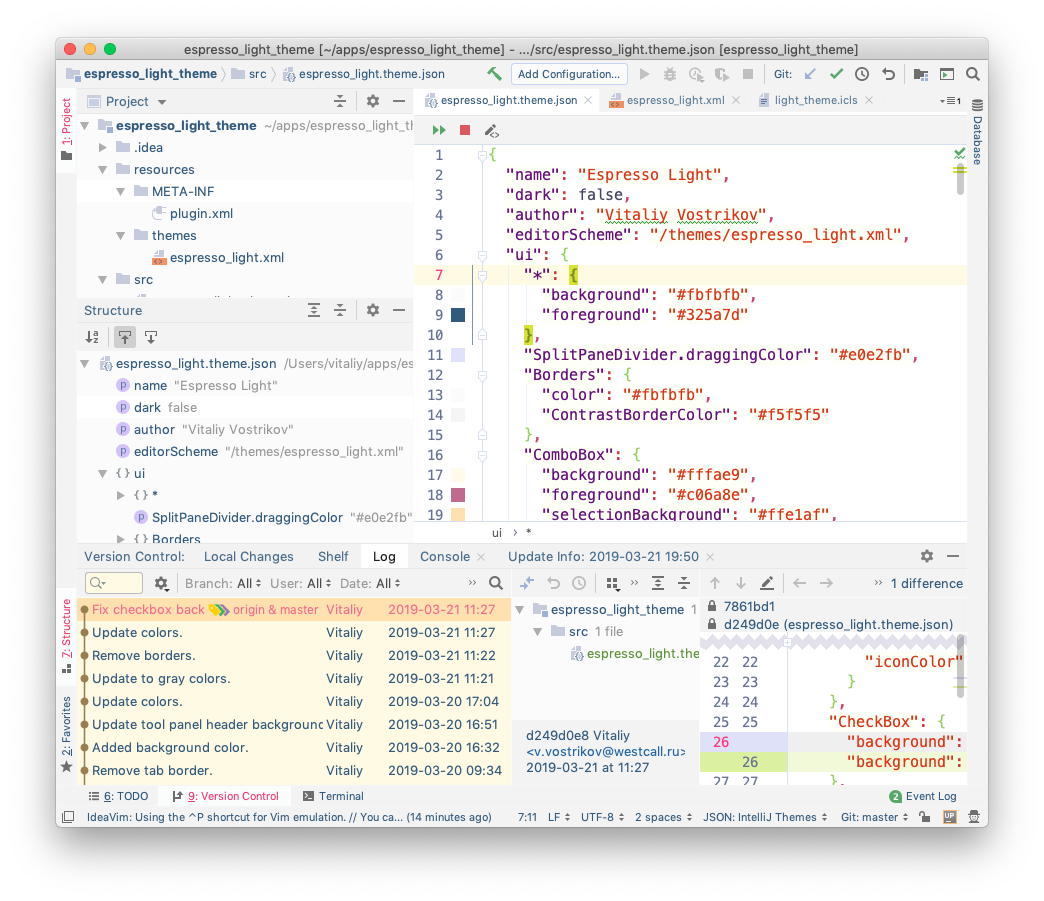 espresso_light_theme [~/apps/espresso_light_theme] - .../src/espresso_light.theme.json [espresso_light_theme]
espresso_light_theme
src
espresso_light.theme.json
Add Configuration...
Git:
1: Project
7: Structure
2: Favorites
Project
espresso_light_theme ~/apps/espresso_light_t
.idea
resources
META-INF
plugin.xml
themes
espresso_light.xml
src
Structure
espresso_light.theme.json /Users/vitaliy/apps/es
name "Espresso Light"
dark false
author "Vitaliy Vostrikov"
editorScheme "/themes/espresso_light.xml"
{} ui
{} *
SplitPaneDivider.draggingColor "#e0e2fb"
{} Borders
espresso_light.theme.json
espresso_light.xml
light_theme.icls
1
Database
1 {
2 "name": "Espresso Light",
3 "dark": false,
4 "author": "Vitaliy Vostrikov",
5 "editorScheme": "/themes/espresso_light.xml",
6 "ui": {
7 "*": {
8 "background": "#fbfbfb",
9 "foreground": "#325a7d"
10 },
11 "SplitPaneDivider.draggingColor": "#e0e2fb",
12 "Borders": {
13 "color": "#fbfbfb",
14 "ContrastBorderColor": "#f5f5f5"
15 },
16 "ComboBox": {
17 "background": "#fffae9",
18 "foreground": "#c06a8e",
19 "selectionBackground": "#ffe1af",
ui › *
Version Control: Local Changes Shelf Log Console Update Info: 2019-03-21 19:50
Branch: All User: All Date: All
Fix checkbox back origin & master Vitaliy 2019-03-21 11:27
Update colors. Vitaliy 2019-03-21 11:27
Remove borders. Vitaliy 2019-03-21 11:22
Update to gray colors. Vitaliy 2019-03-21 11:21
Update colors. Vitaliy 2019-03-20 17:04
Update tool panel header background Vitaliy 2019-03-20 16:51
Added background color. Vitaliy 2019-03-20 16:32
Remove tab border. Vitaliy 2019-03-20 09:34
espresso_light_theme 1
src 1 file
espresso_light.the
d249d0e8 Vitaliy
<v.vostrikov@westcall.ru>
2019-03-21 at 11:27
1 difference
7861bd1
d249d0e (espresso_light.theme.json)
22 22 "iconColor"
23 23 }
24 24 },
25 25 "CheckBox": {
26 "background":
26 "background":
27 27 },
6: TODO 9: Version Control Terminal 2 Event Log
IdeaVim: Using the ^P shortcut for Vim emulation. // You ca... (14 minutes ago) 7:11 LF UTF-8 2 spaces JSON: IntelliJ Themes Git: master UP